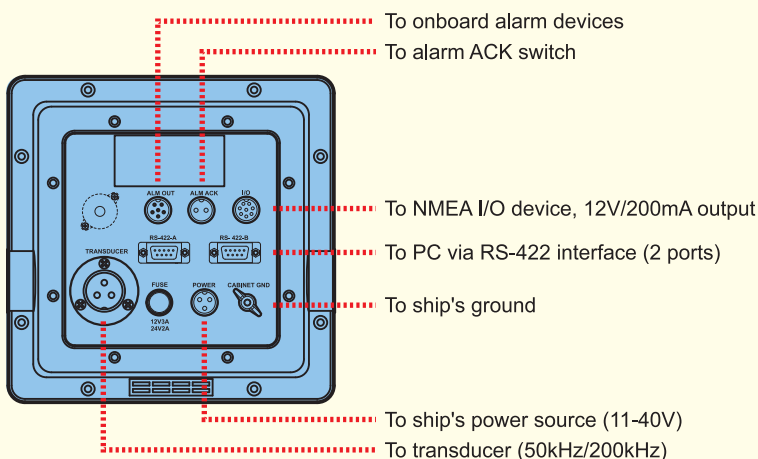 To onboard alarm devices
To alarm ACK switch
ALM OUT
ALM ACK
I/O
To NMEA I/O device, 12V/200mA output
RS-422-A
RS- 422-B
To PC via RS-422 interface (2 ports)
TRANSDUCER
FUSE
POWER
CABINET GND
To ship's ground
12V3A
24V2A
To ship's power source (11-40V)
To transducer (50kHz/200kHz)